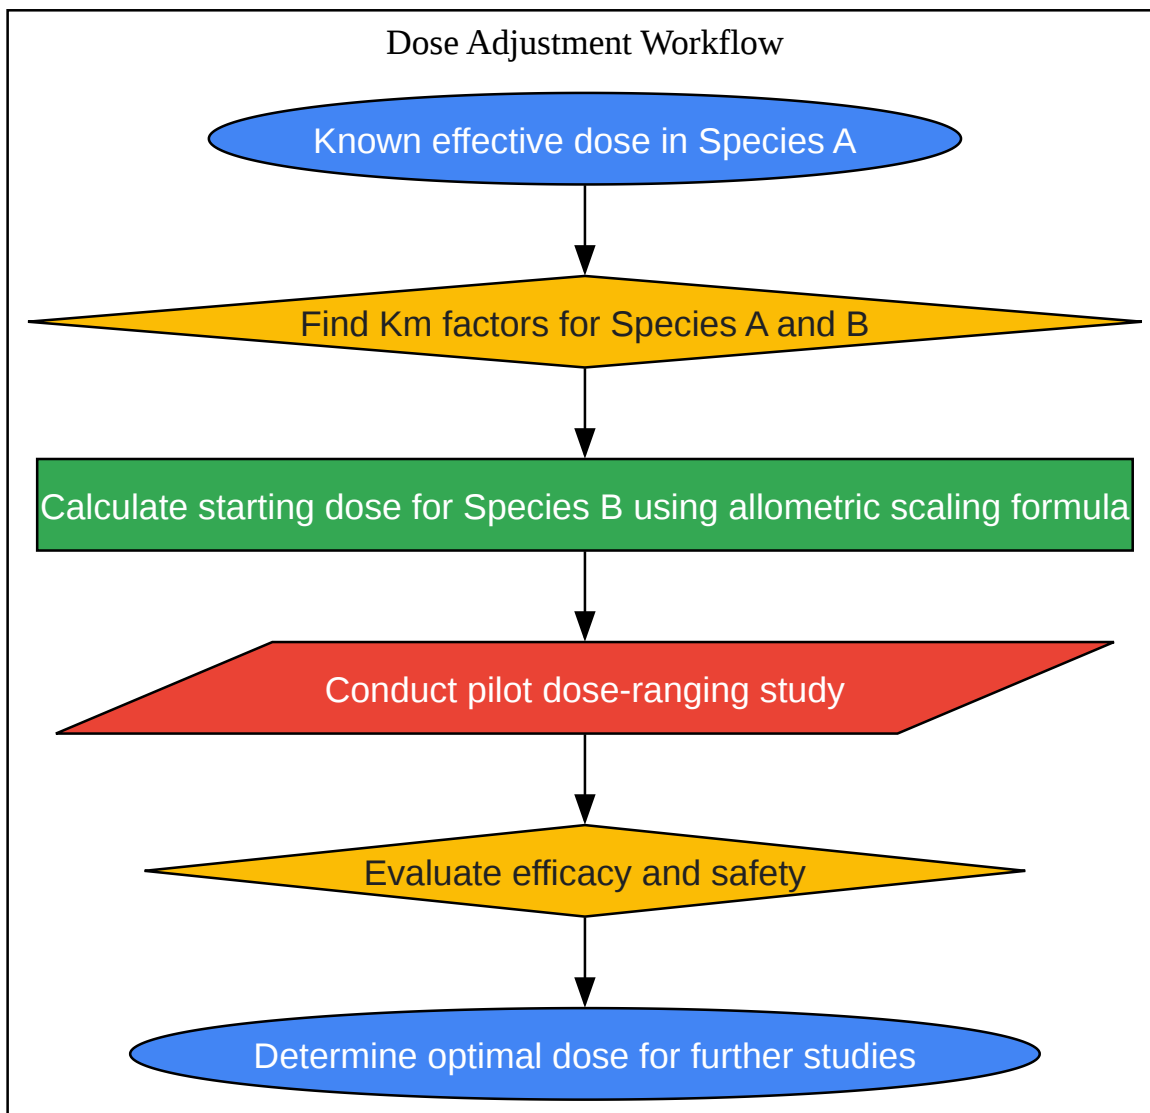 Dose Adjustment Workflow
Known effective dose in Species A
Find Km factors for Species A and B
Calculate starting dose for Species B using allometric scaling formula
Conduct pilot dose-ranging study
Evaluate efficacy and safety
Determine optimal dose for further studies